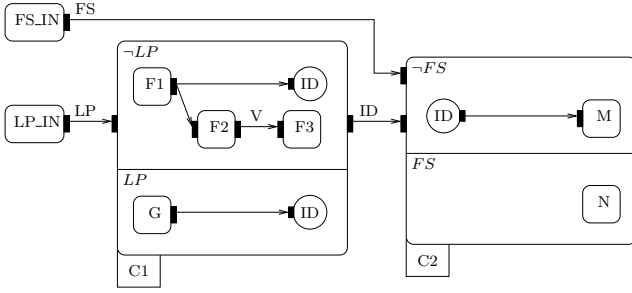 FS
FS_IN
¬LP
¬FS
F1
ID
LP_IN
LP
F2
V
F3
ID
ID
M
LP
FS
G
ID
N
C1
C2